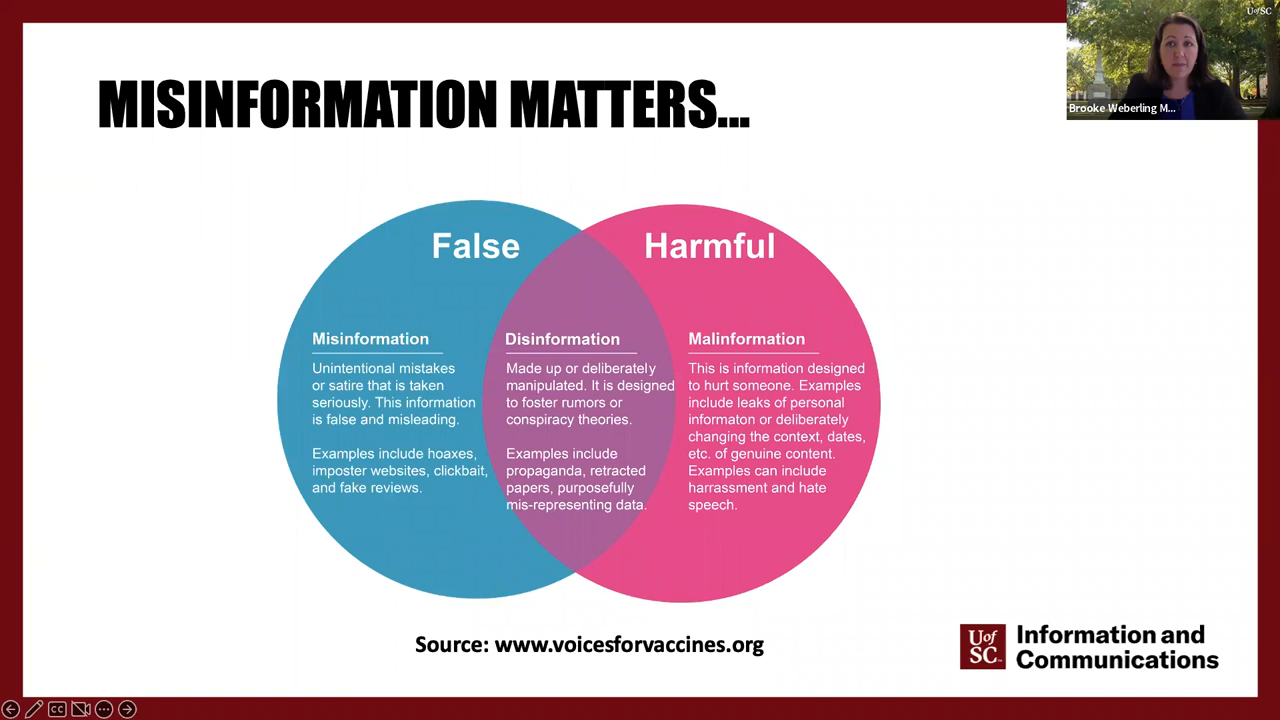 UofSC
Brooke Weberling M...
MISINFORMATION MATTERS...
False
Harmful
Misinformation
Unintentional mistakes
or satire that is taken
seriously. This information
is false and misleading.
Examples include hoaxes,
imposter websites, clickbait,
and fake reviews.
Disinformation
Made up or deliberately
manipulated. It is designed
to foster rumors or
conspiracy theories.
Examples include
propaganda, retracted
papers, purposefully
mis-representing data.
Malinformation
This is information designed
to hurt someone. Examples
include leaks of personal
informaton or deliberately
changing the context, dates,
etc. of genuine content.
Examples can include
harrassment and hate
speech.
Source: www.voicesforvaccines.org
Uof
SC
Information and
Communications
CC